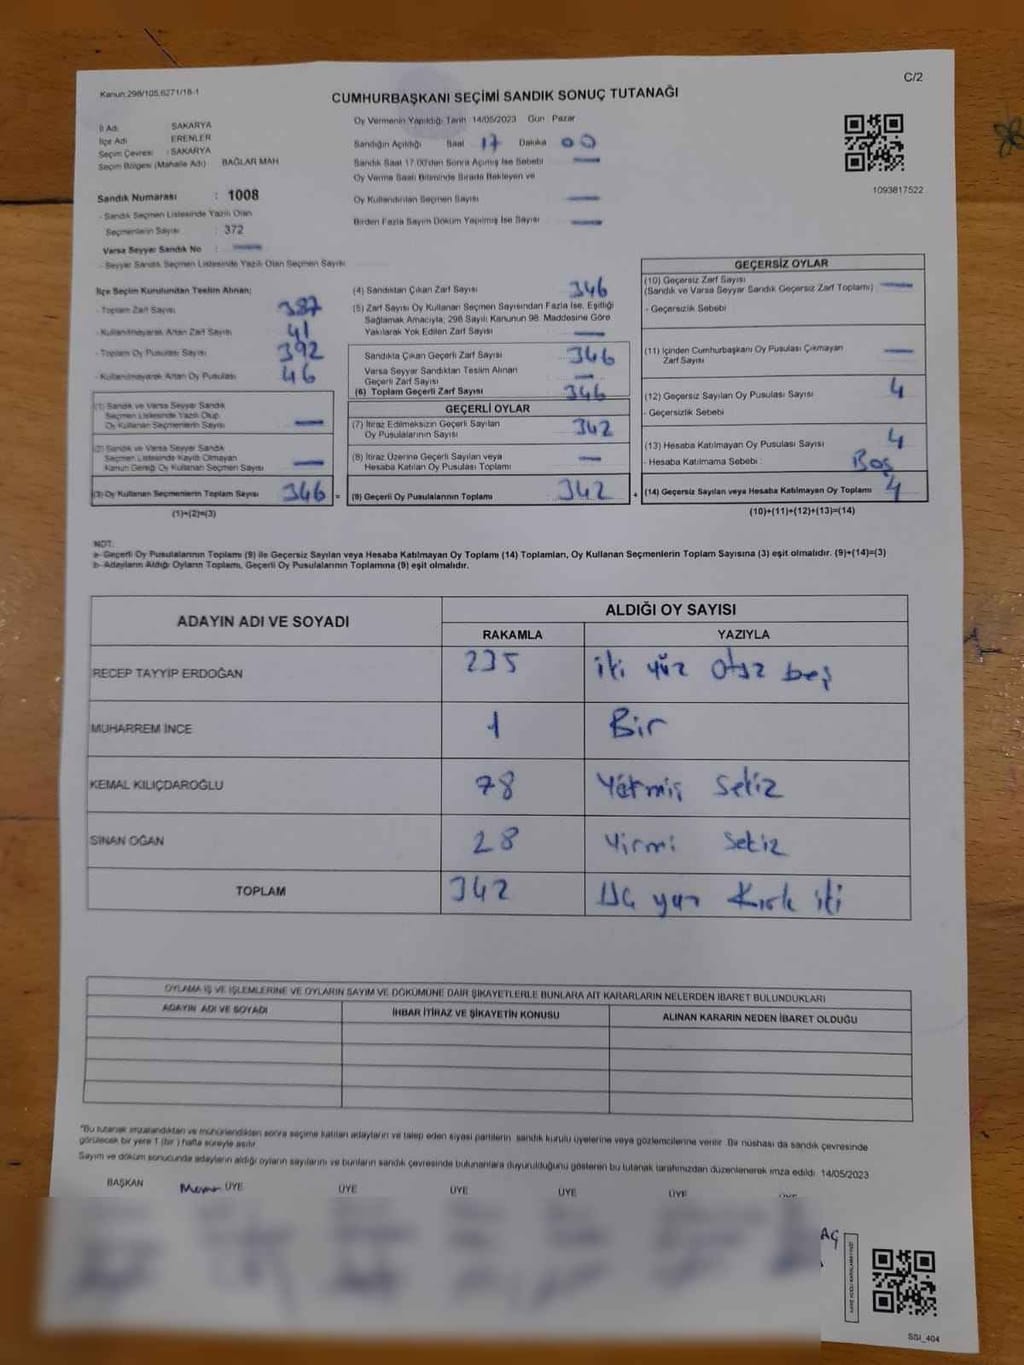 C/2
Kanun:298/105,6271/18-1
CUMHURBAŞKANI SEÇİMİ SANDIK SONUÇ TUTANAĞI
İl Adı : SAKARYA
İlçe Adı : ERENLER
Seçim Çevresi : SAKARYA
Seçim Bölgesi (Mahalle Adı) : BAĞLAR MAH
Sandık Numarası : 1008
- Sandık Seçmen Listesinde Yazılı Olan
Seçmenlerin Sayısı : 372
Varsa Seyyar Sandık No :
- Seyyar Sandık Seçmen Listesinde Yazılı Olan Seçmen Sayısı
Oy Vermenin Yapıldığı Tarih 14/05/2023 Gün Pazar
Sandığın Açıldığı Saat 17 Dakika 00
Sandık Saat 17.00'den Sonra Açılmış İse Sebebi
Oy Verme Saati Bitiminde Sırada Bekleyen ve
Oy Kullandırılan Seçmen Sayısı
Birden Fazla Sayım Döküm Yapılmış İse Sayısı
1093817522
İlçe Seçim Kurulundan Teslim Alınan;
- Toplam Zarf Sayısı 387
- Kullanılmayarak Artan Zarf Sayısı 41
- Toplam Oy Pusulası Sayısı 392
- Kullanılmayarak Artan Oy Pusulası 46
(1) Sandık ve Varsa Seyyar Sandık
Seçmen Listesinde Yazılı Olup
Oy Kullanan Seçmenlerin Sayısı
(2) Sandık ve Varsa Seyyar Sandık
Seçmen Listesinde Kayıtlı Olmayan
Kanun Gereği Oy Kullanan Seçmen Sayısı
(3) Oy Kullanan Seçmenlerin Toplam Sayısı 346 =
(1)+(2)=(3)
(4) Sandıktan Çıkan Zarf Sayısı 346
(5) Zarf Sayısı Oy Kullanan Seçmen Sayısından Fazla İse, Eşitliği
Sağlamak Amacıyla, 298 Sayılı Kanunun 98. Maddesine Göre
Yakılarak Yok Edilen Zarf Sayısı
Sandıkta Çıkan Geçerli Zarf Sayısı 346
Varsa Seyyar Sandıktan Teslim Alınan
Geçerli Zarf Sayısı
(6) Toplam Geçerli Zarf Sayısı 346
GEÇERLİ OYLAR
(7) İtiraz Edilmeksizin Geçerli Sayılan
Oy Pusulalarının Sayısı 342
(8) İtiraz Üzerine Geçerli Sayılan veya
Hesaba Katılan Oy Pusulası Toplamı
(9) Geçerli Oy Pusulalarının Toplamı 342 +
GEÇERSİZ OYLAR
(10) Geçersiz Zarf Sayısı
(Sandık ve Varsa Seyyar Sandık Geçersiz Zarf Toplamı)
- Geçersizlik Sebebi
(11) İçinden Cumhurbaşkanı Oy Pusulası Çıkmayan
Zarf Sayısı
(12) Geçersiz Sayılan Oy Pusulası Sayısı 4
- Geçersizlik Sebebi
(13) Hesaba Katılmayan Oy Pusulası Sayısı 4
- Hesaba Katılmama Sebebi : Boş
(14) Geçersiz Sayılan veya Hesaba Katılmayan Oy Toplamı 4
(10)+(11)+(12)+(13)=(14)
NOT:
a- Geçerli Oy Pusulalarının Toplamı (9) ile Geçersiz Sayılan veya Hesaba Katılmayan Oy Toplamı (14) Toplamları, Oy Kullanan Seçmenlerin Toplam Sayısına (3) eşit olmalıdır. (9)+(14)=(3)
b- Adayların Aldığı Oyların Toplamı, Geçerli Oy Pusulalarının Toplamına (9) eşit olmalıdır.
ADAYIN ADI VE SOYADI ALDIĞI OY SAYISI
RAKAMLA YAZIYLA
RECEP TAYYİP ERDOĞAN 235 iki yüz otuz beş
MUHARREM İNCE 1 Bir
KEMAL KILIÇDAROĞLU 78 Yetmiş sekiz
SİNAN OĞAN 28 Yirmi sekiz
TOPLAM 342 Üç yüz Kırk iki
OYLAMA İŞ VE İŞLEMLERİNE VE OYLARIN SAYIM VE DÖKÜMÜNE DAİR ŞİKAYETLERLE BUNLARA AİT KARARLARIN NELERDEN İBARET BULUNDUKLARI
ADAYIN ADI VE SOYADI İHBAR İTİRAZ VE ŞİKAYETİN KONUSU ALINAN KARARIN NEDEN İBARET OLDUĞU
"Bu tutanak imzalandıktan ve mühürlendikten sonra seçime katılan adayların ve talep eden siyasi partilerin sandık kurulu üyelerine veya gözlemcilerine verilir. Bir nüshası da sandık çevresinde
görülecek bir yere 1 (bir ) hafta süreyle asılır.
Sayım ve döküm sonucunda adayların aldığı oyların sayılarını ve bunların sandık çevresinde bulunanlara duyurulduğunu gösteren bu tutanak tarafımızdan düzenlenerek imza edildi. 14/05/2023
BAŞKAN Memur ÜYE ÜYE ÜYE ÜYE ÜYE ÜYE
AÇ
SSI_404